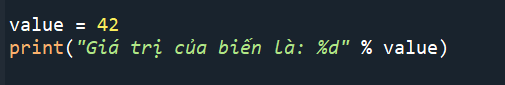 value = 42
print("Giá trị của biến là: %d" % value)